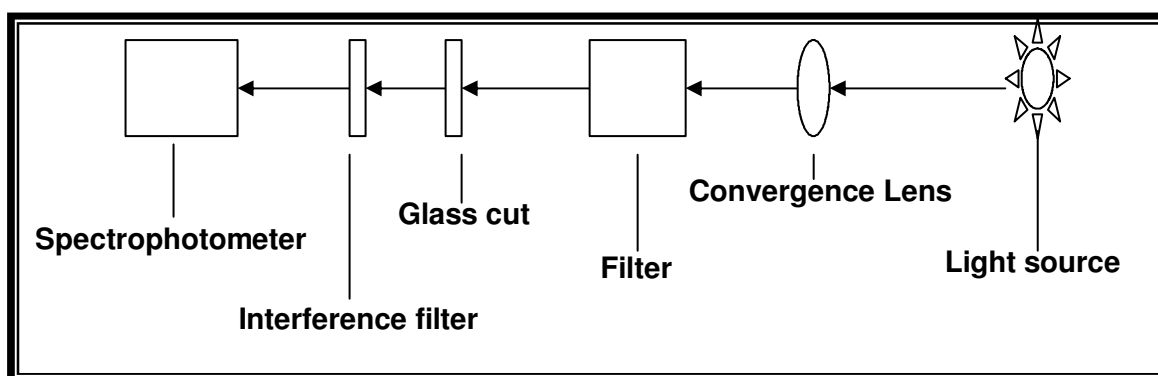 Convergence Lens
Glass cut
Spectrophotometer
Filter
Light source
Interference filter